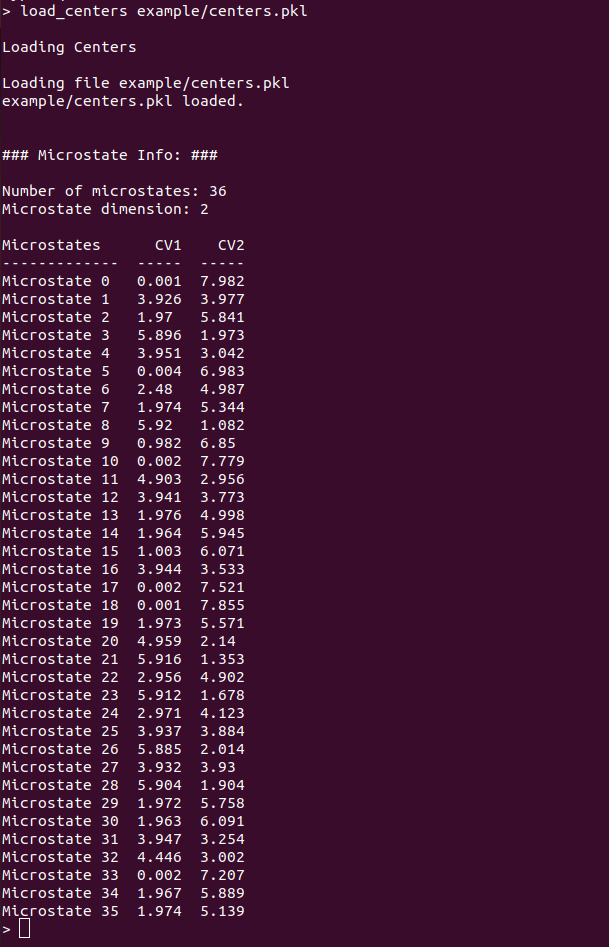 > load_centers example/centers.pkl
Loading Centers
Loading file example/centers.pkl
example/centers.pkl loaded.
### Microstate Info: ###
Number of microstates: 36
Microstate dimension: 2
Microstates      CV1    CV2
-------------  -----  -----
Microstate 0   0.001  7.982
Microstate 1   3.926  3.977
Microstate 2   1.97   5.841
Microstate 3   5.896  1.973
Microstate 4   3.951  3.042
Microstate 5   0.004  6.983
Microstate 6   2.48   4.987
Microstate 7   1.974  5.344
Microstate 8   5.92   1.082
Microstate 9   0.982  6.85
Microstate 10  0.002  7.779
Microstate 11  4.903  2.956
Microstate 12  3.941  3.773
Microstate 13  1.976  4.998
Microstate 14  1.964  5.945
Microstate 15  1.003  6.071
Microstate 16  3.944  3.533
Microstate 17  0.002  7.521
Microstate 18  0.001  7.855
Microstate 19  1.973  5.571
Microstate 20  4.959  2.14
Microstate 21  5.916  1.353
Microstate 22  2.956  4.902
Microstate 23  5.912  1.678
Microstate 24  2.971  4.123
Microstate 25  3.937  3.884
Microstate 26  5.885  2.014
Microstate 27  3.932  3.93
Microstate 28  5.904  1.904
Microstate 29  1.972  5.758
Microstate 30  1.963  6.091
Microstate 31  3.947  3.254
Microstate 32  4.446  3.002
Microstate 33  0.002  7.207
Microstate 34  1.967  5.889
Microstate 35  1.974  5.139
>